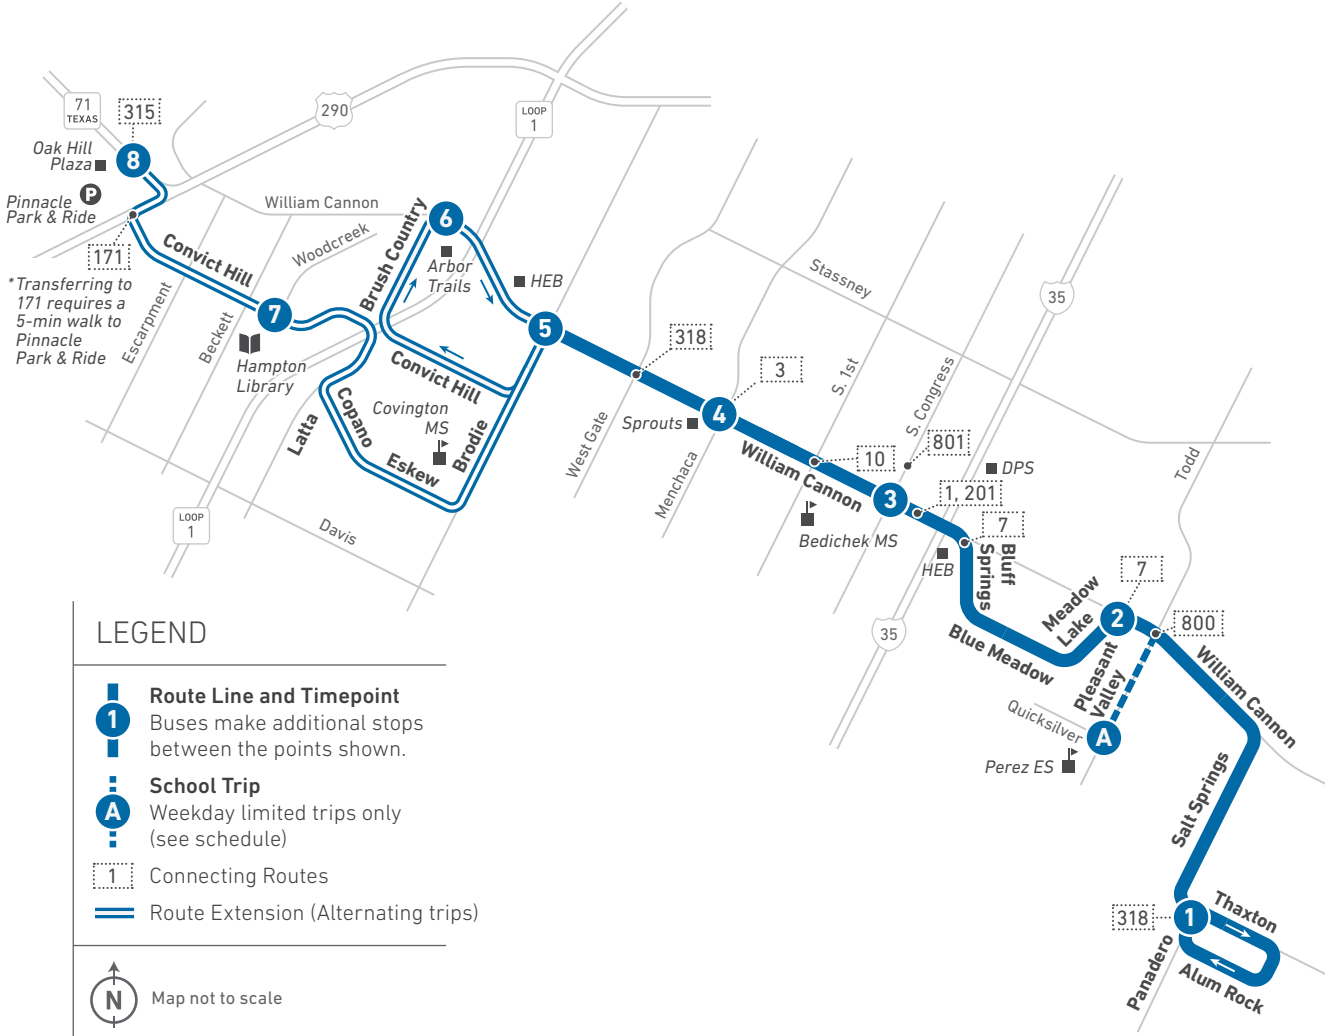 71
TEXAS
315
290
LOOP
1
Oak Hill
Plaza
8
Pinnacle
Park & Ride
P
171
*Transferring to
171 requires a
5-min walk to
Pinnacle
Park & Ride
Convict Hill
William Cannon
Woodcreek
Escarpment
Beckett
7
Hampton
Library
Brush Country
6
Arbor
Trails
HEB
5
Convict Hill
Latta
Copano
Covington
MS
Eskew
Brodie
LOOP
1
Davis
318
West Gate
Sprouts
4
3
Menchaca
William Cannon
Stassney
S. 1st
10
Bedichek MS
3
S. Congress
801
35
DPS
1, 201
7
HEB
Bluff
Springs
35
Blue Meadow
Meadow
Lake
7
2
Todd
800
Pleasant
Valley
William Cannon
Quicksilver
A
Perez ES
Salt Springs
318
1
Thaxton
Alum Rock
Panadero
LEGEND
1
Route Line and Timepoint
Buses make additional stops
between the points shown.
A
School Trip
Weekday limited trips only
(see schedule)
1
Connecting Routes
Route Extension (Alternating trips)
N
Map not to scale